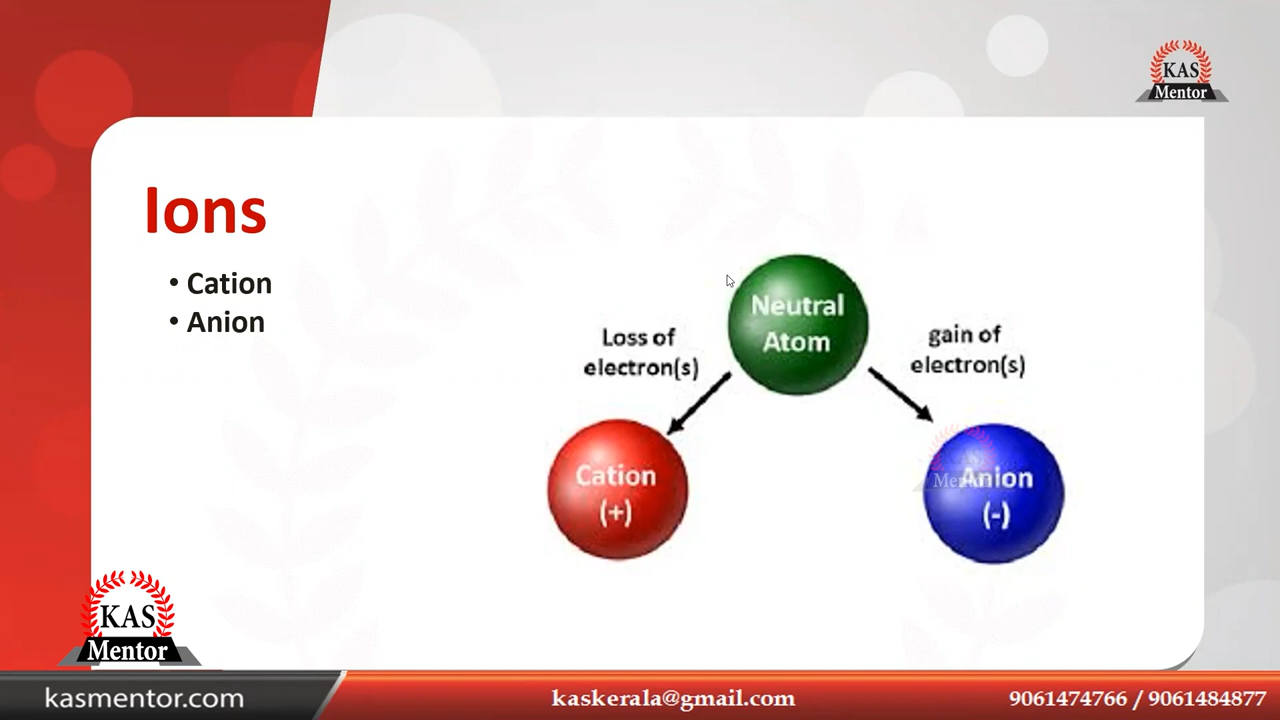 KAS
Mentor
Ions
• Cation
• Anion
Neutral
Atom
Loss of
electron(s)
gain of
electron(s)
Cation
(+)
Anion
(-)
Mentor
KAS
Mentor
kasmentor.com
kaskerala@gmail.com
9061474766 / 9061484877